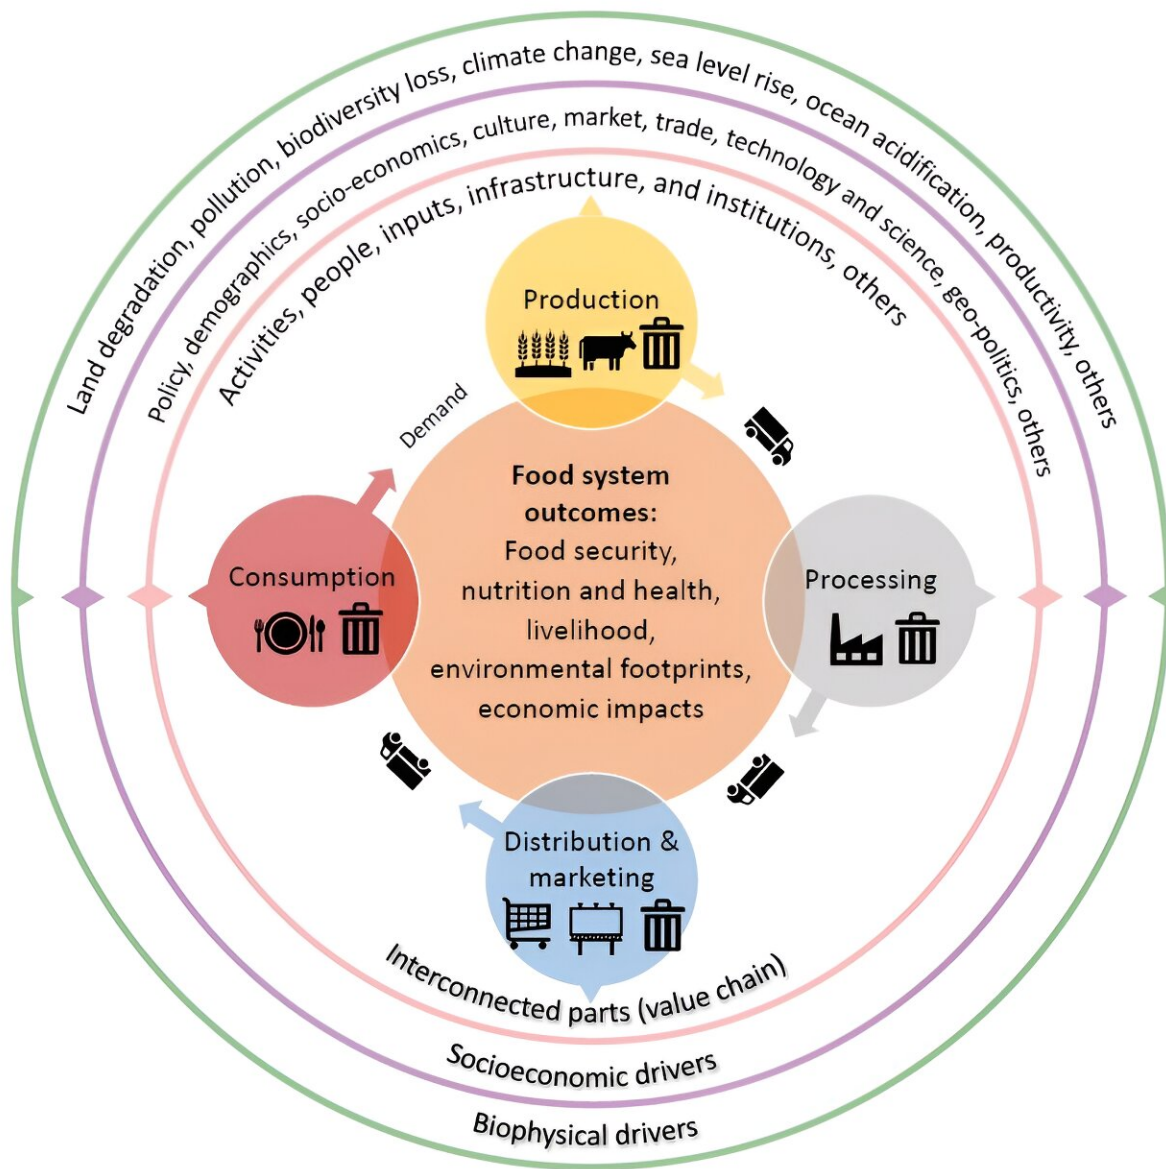 Land degradation, pollution, biodiversity loss, climate change, sea level rise, ocean acidification, productivity, others
Policy, demographics, socio-economics, culture, market, trade, technology and science, geo-politics, others
Activities, people, inputs, infrastructure, and institutions, others
Production
Demand
Food system
outcomes:
Food security,
nutrition and health,
livelihood,
environmental footprints,
economic impacts
Consumption
Processing
Distribution &
marketing
Interconnected parts (value chain)
Socioeconomic drivers
Biophysical drivers